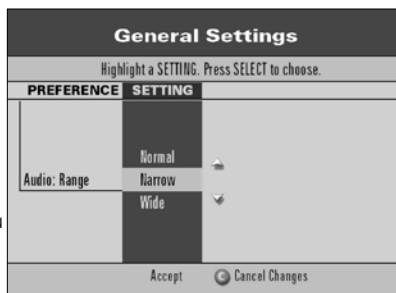 General Settings
Highlight a SETTING. Press SELECT to choose.
PREFERENCE SETTING
Normal
Audio: Range Narrow
Wide
Accept C Cancel Changes